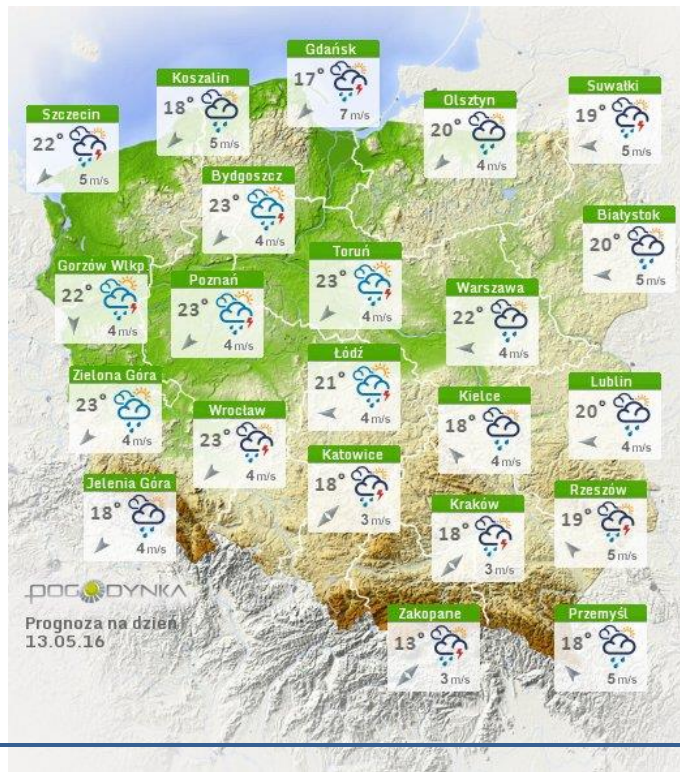 Gdańsk
17°
7 m/s
Koszalin
18°
5 m/s
Suwałki
19°
5 m/s
Olsztyn
20°
4 m/s
Szczecin
22°
5 m/s
Bydgoszcz
23°
4 m/s
Białystok
20°
5 m/s
Toruń
23°
4 m/s
Gorzów Wlkp
22°
4 m/s
Poznań
23°
4 m/s
Warszawa
22°
4 m/s
Łódź
21°
4 m/s
Zielona Góra
23°
4 m/s
Lublin
20°
4 m/s
Kielce
18°
4 m/s
Wrocław
23°
4 m/s
Katowice
18°
3 m/s
Jelenia Góra
18°
4 m/s
Rzeszów
19°
5 m/s
Kraków
18°
3 m/s
POGODYNKA
Prognoza na dzień
13.05.16
Zakopane
13°
3 m/s
Przemyśl
18°
5 m/s